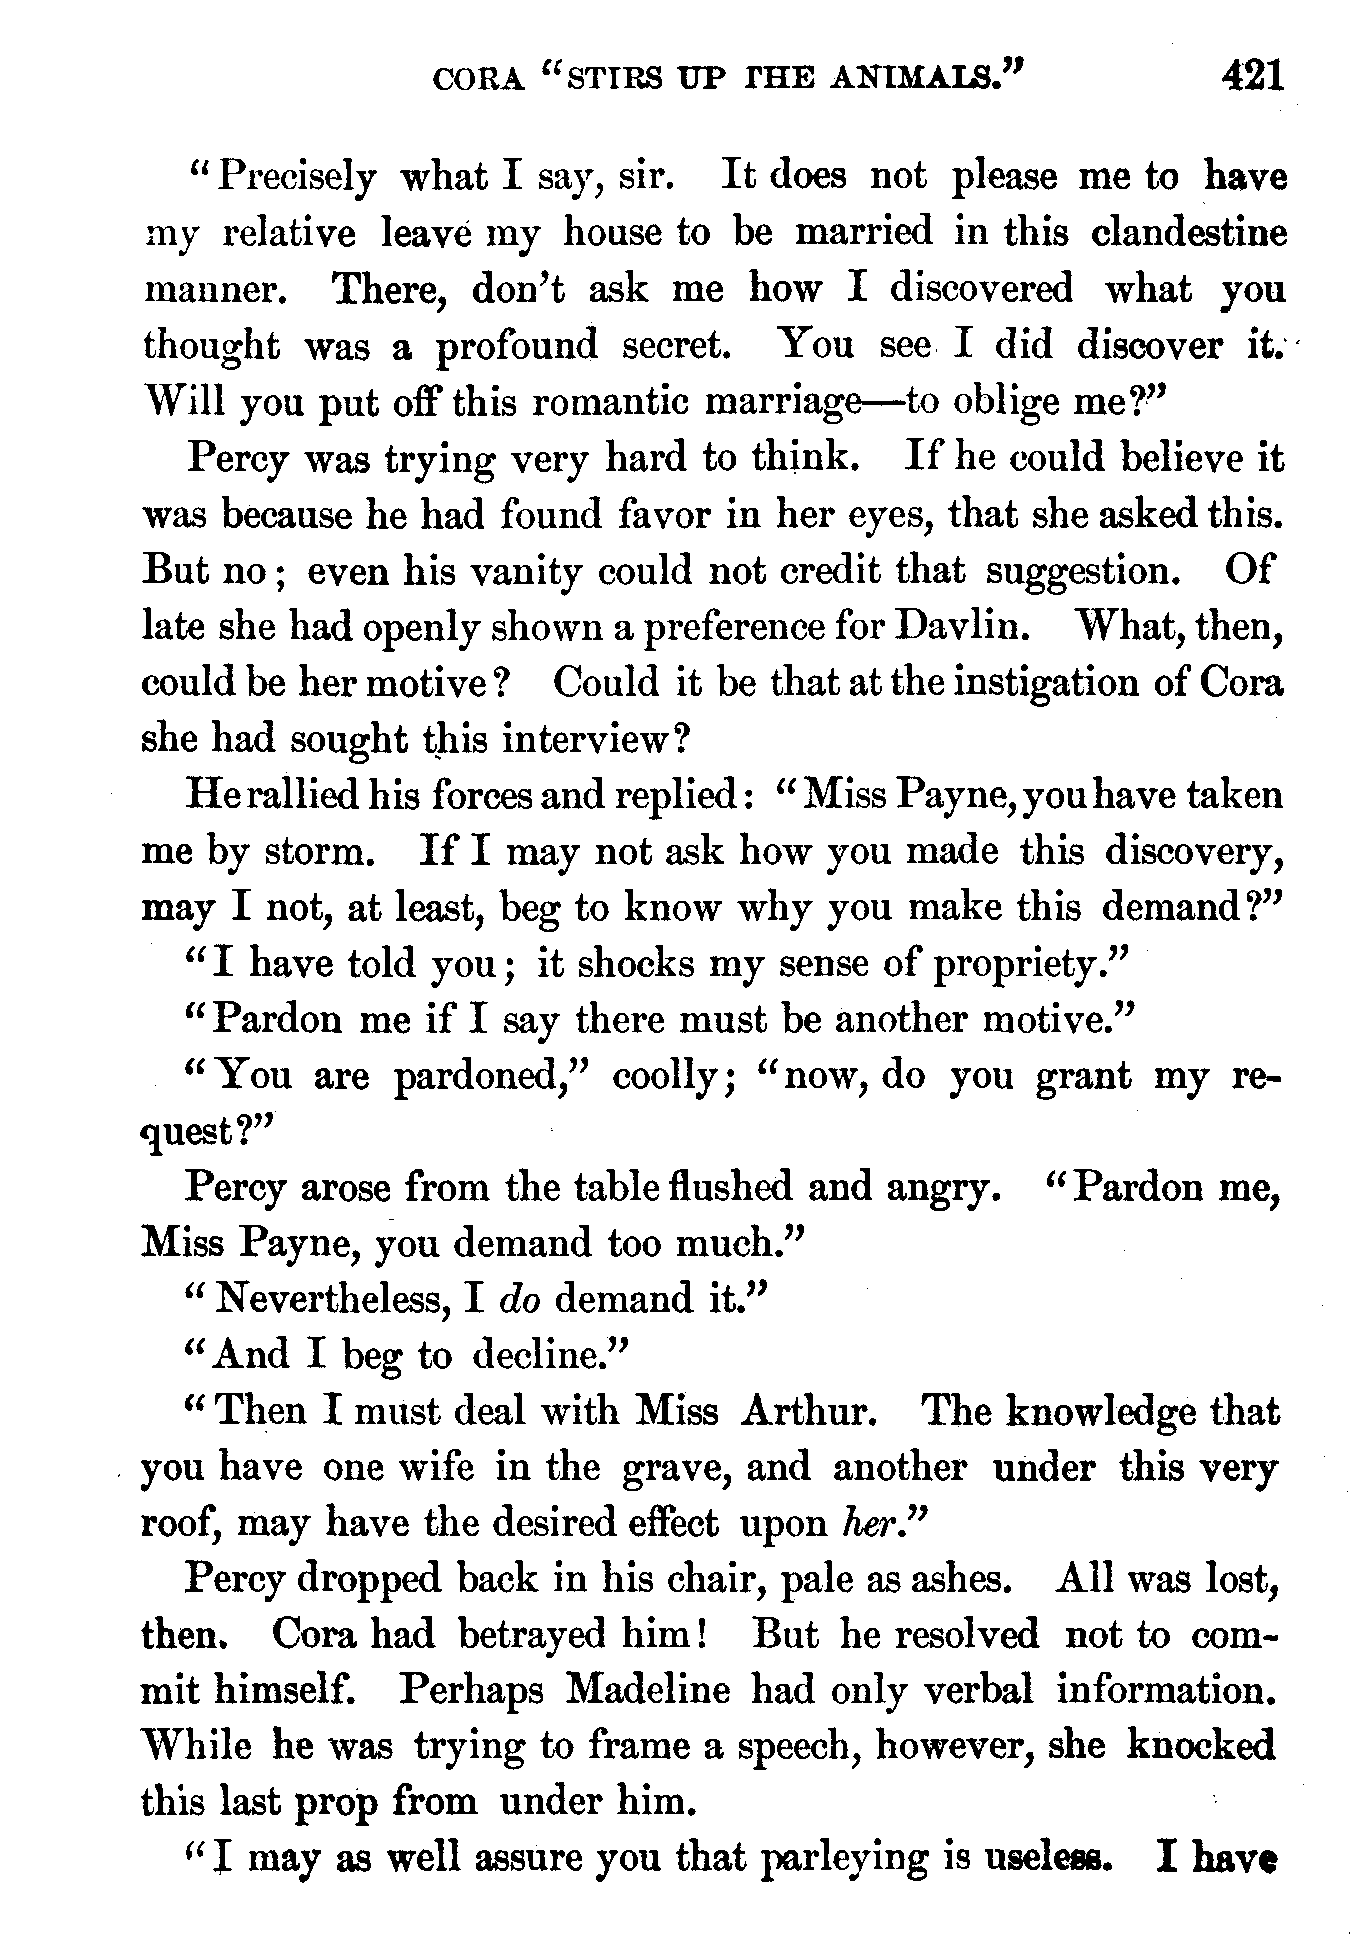 CORA "STIRS UP THE ANIMALS." 421
"Precisely what I say, sir. It does not please me to have
my relative leave my house to be married in this clandestine
manner. There, don't ask me how I discovered what you
thought was a profound secret. You see I did discover it.
Will you put off this romantic marriage—to oblige me?"
Percy was trying very hard to think. If he could believe it
was because he had found favor in her eyes, that she asked this.
But no; even his vanity could not credit that suggestion. Of
late she had openly shown a preference for Davlin. What, then,
could be her motive? Could it be that at the instigation of Cora
she had sought this interview?
He rallied his forces and replied: "Miss Payne, you have taken
me by storm. If I may not ask how you made this discovery,
may I not, at least, beg to know why you make this demand?"
"I have told you; it shocks my sense of propriety."
"Pardon me if I say there must be another motive."
"You are pardoned," coolly; "now, do you grant my re-
quest?"
Percy arose from the table flushed and angry. "Pardon me,
Miss Payne, you demand too much."
"Nevertheless, I do demand it."
"And I beg to decline."
"Then I must deal with Miss Arthur. The knowledge that
you have one wife in the grave, and another under this very
roof, may have the desired effect upon her."
Percy dropped back in his chair, pale as ashes. All was lost,
then. Cora had betrayed him! But he resolved not to com-
mit himself. Perhaps Madeline had only verbal information.
While he was trying to frame a speech, however, she knocked
this last prop from under him.
"I may as well assure you that parleying is useless. I have